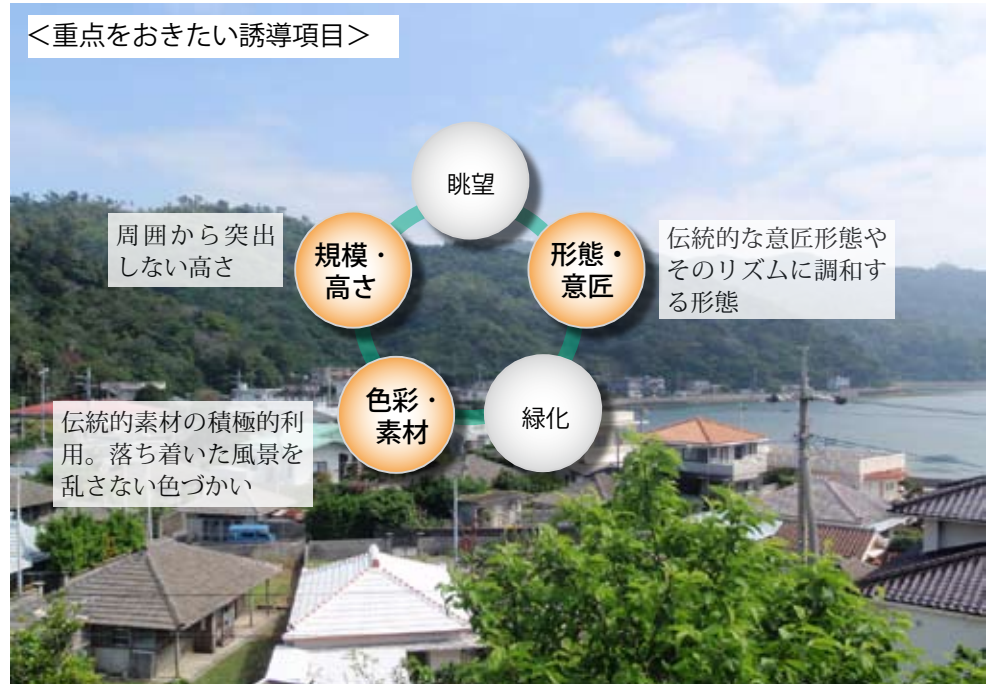 ＜重点をおきたい誘導項目＞
眺望
周囲から突出
しない高さ
規模・
高さ
形態・
意匠
伝統的な意匠形態や
そのリズムに調和す
る形態
色彩・
素材
緑化
伝統的素材の積極的利
用。落ち着いた風景を
乱さない色づかい